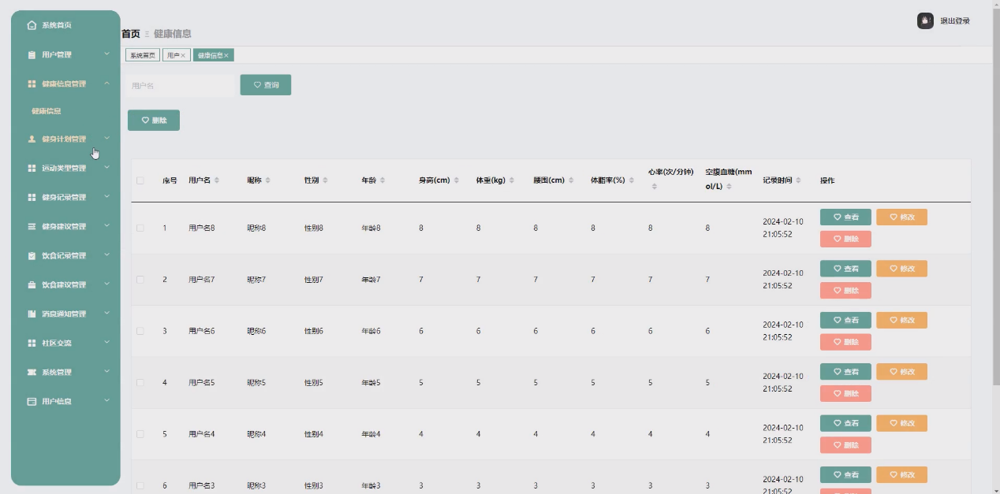 系统首页
用户管理
健康信息管理
健康信息
健身计划管理
运动类型管理
健身记录管理
健身建议管理
饮食记录管理
饮食建议管理
消息通知管理
社区交流
系统管理
用户信息
退出登录
首页 健康信息
系统首页 用户× 健康信息×
用户名 查询
删除
序号 用户名 昵称 性别 年龄 身高(cm) 体重(kg) 腰围(cm) 体脂率(%) 心率(次/分钟) 空腹血糖(mm
ol/L) 记录时间 操作
1 用户名8 昵称8 性别8 年龄8 8 8 8 8 8 8 2024-02-10
21:05:52 查看 修改
删除
2 用户名7 昵称7 性别7 年龄7 7 7 7 7 7 7 2024-02-10
21:05:52 查看 修改
删除
3 用户名6 昵称6 性别6 年龄6 6 6 6 6 6 6 2024-02-10
21:05:52 查看 修改
删除
4 用户名5 昵称5 性别5 年龄5 5 5 5 5 5 5 2024-02-10
21:05:52 查看 修改
删除
5 用户名4 昵称4 性别4 年龄4 4 4 4 4 4 4 2024-02-10
21:05:52 查看 修改
删除
6 用户名3 昵称3 性别3 年龄3 3 3 3 3 3 3 2024-02-10
21:05:52 查看 修改